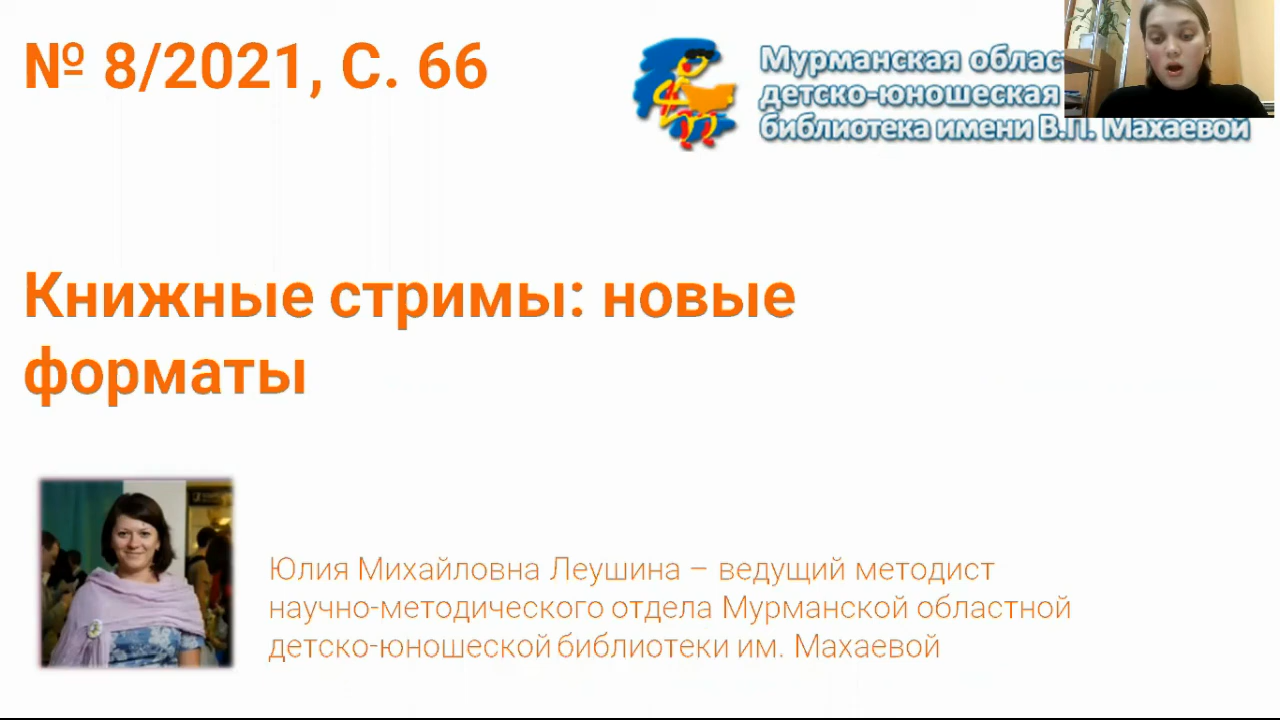 № 8/2021, С. 66
Мурманская облас
детско-юношеская
библиотека имени В.П. Махаевой
Книжные стримы: новые
форматы
Юлия Михайловна Леушина – ведущий методист
научно-методического отдела Мурманской областной
детско-юношеской библиотеки им. Махаевой